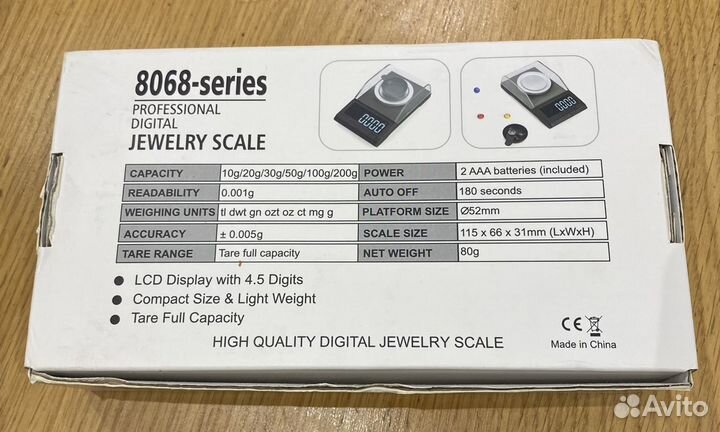 8068-series
PROFESSIONAL
DIGITAL
JEWELRY SCALE
0000
0000
CAPACITY 10g/20g/30g/50g/100g/200g POWER 2 AAA batteries (included)
READABILITY 0.001g AUTO OFF 180 seconds
WEIGHING UNITS tl dwt gn ozt oz ct mg g PLATFORM SIZE Ø52mm
ACCURACY ± 0.005g SCALE SIZE 115 x 66 x 31mm (LxWxH)
TARE RANGE Tare full capacity NET WEIGHT 80g
● LCD Display with 4.5 Digits
● Compact Size & Light Weight
● Tare Full Capacity
HIGH QUALITY DIGITAL JEWELRY SCALE
CE
Made in China
Avito